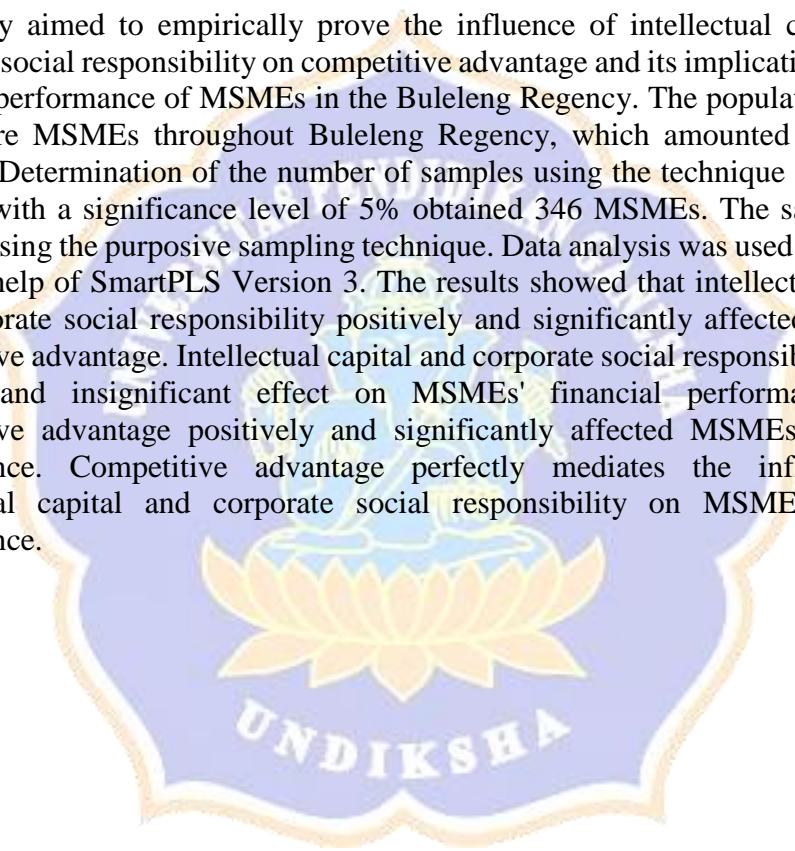 y aimed to empirically prove the influence of intellectual c
social responsibility on competitive advantage and its implicati
performance of MSMEs in the Buleleng Regency. The populat
re MSMEs throughout Buleleng Regency, which amounted
Determination of the number of samples using the technique
with a significance level of 5% obtained 346 MSMEs. The sa
sing the purposive sampling technique. Data analysis was used
help of SmartPLS Version 3. The results showed that intellect
orate social responsibility positively and significantly affected
ve advantage. Intellectual capital and corporate social responsib
and insignificant effect on MSMEs' financial performa
ve advantage positively and significantly affected MSMEs
nce. Competitive advantage perfectly mediates the inf
al capital and corporate social responsibility on MSME
nce.
UNIVERSITAS PENDIDIKAN GANESHA
UNDIKSHA